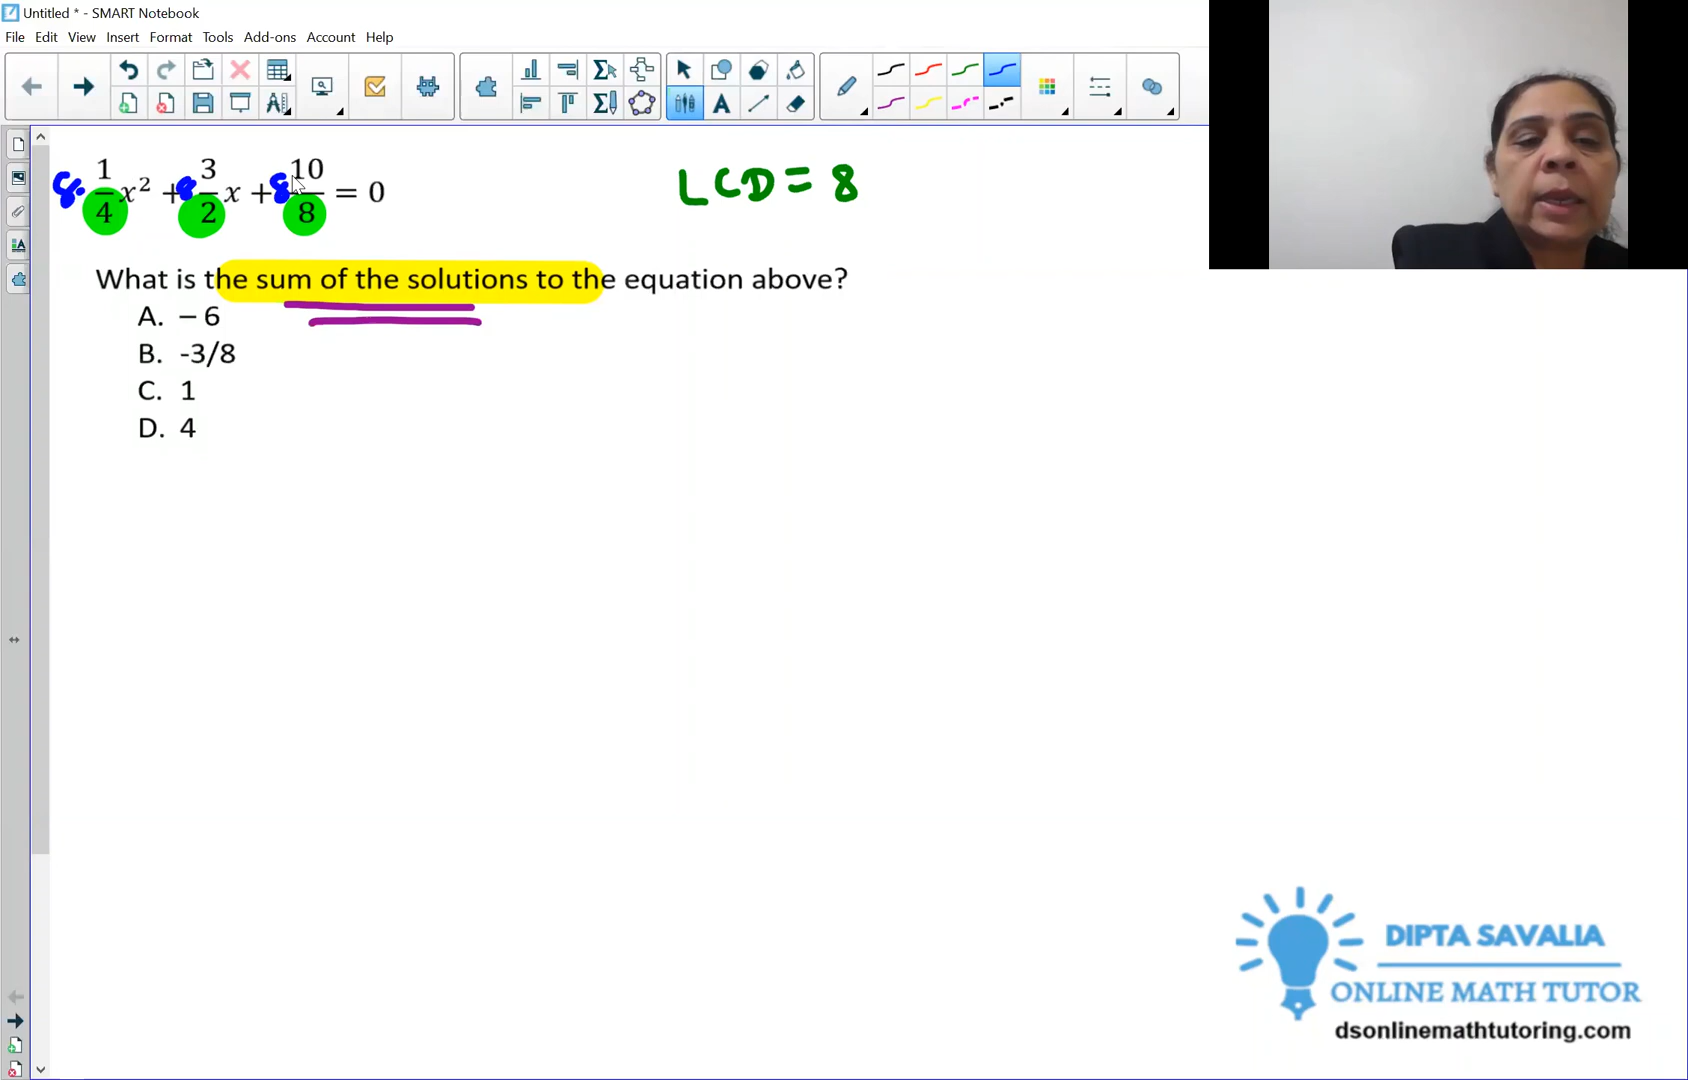 Untitled * - SMART Notebook
File Edit View Insert Format Tools Add-ons Account Help
8· 1/4 x² + 8 3/2 x + 8 10/8 = 0
LCD = 8
What is the sum of the solutions to the equation above?
A. – 6
B. -3/8
C. 1
D. 4
DIPTA SAVALIA
ONLINE MATH TUTOR
dsonlinemathtutoring.com